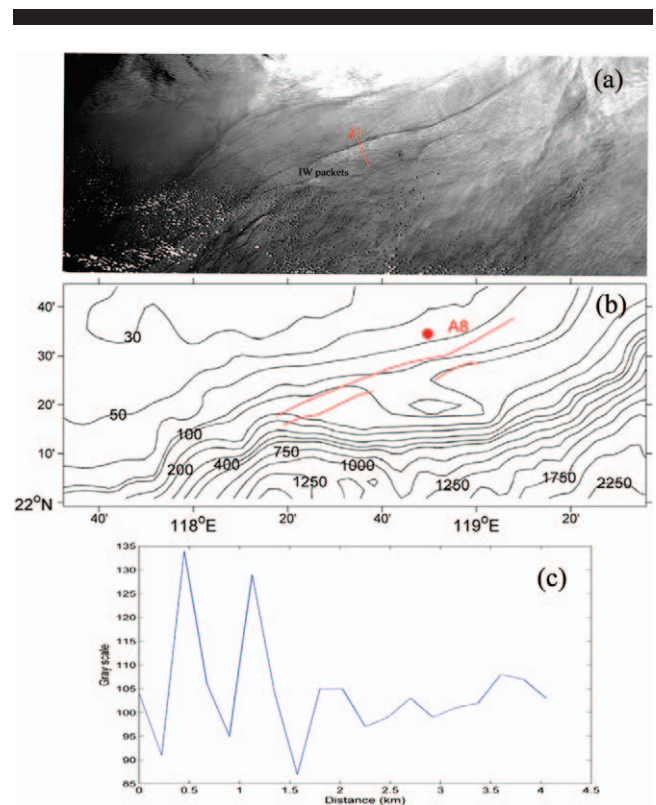 (a)
#1
IW packets
(b)
40'
30'
20'
10'
22°N
A8
30
50
100
200
400
750
1000
1250
1250
1750
2250
40' 118°E 20' 40' 119°E 20'
(c)
135
130
125
120
115
110
105
100
95
90
85
Gray scale
0 0.5 1 1.5 2 2.5 3 3.5 4 4.5
Distance (km)